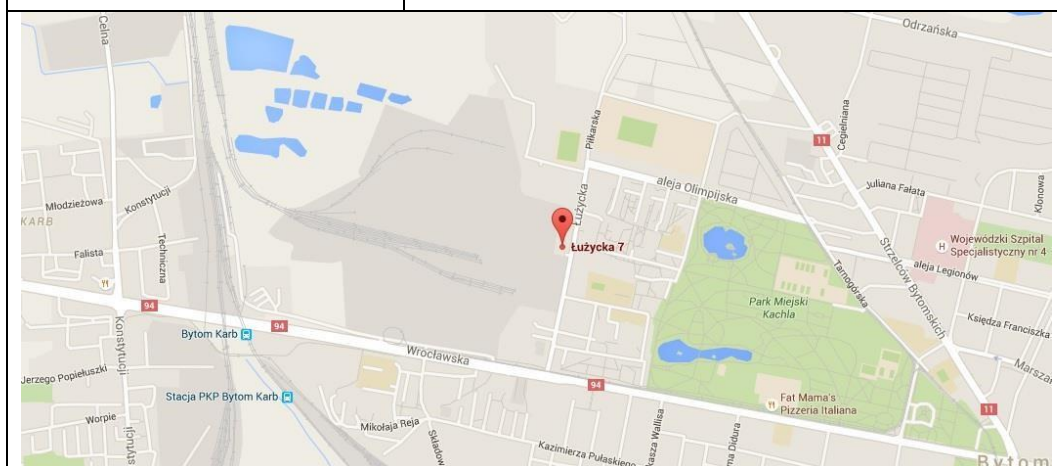 Celna
Odrzańska
11
Cegielniana
Piłkarska
aleja Olimpijska
Juliana Fałata
Klonowa
Młodzieżowa
Konstytucji
KARB
Łużycka
Łużycka 7
Wojewódzki Szpital
Specjalistyczny nr 4
H
Falista
Techniczna
aleja Legionów
Strzelców Bytomskich
Tarnogórska
Park Miejski
Kachla
94
94
Księdza Franciszka
Konstytucji
Bytom Karb
Wrocławska
Jerzego Popiełuszki
Stacja PKP Bytom Karb
94
Fat Mama's
Pizzeria Italiana
11
Worpie
Mikołaja Reja
Kazimierza Pułaskiego
Bytom